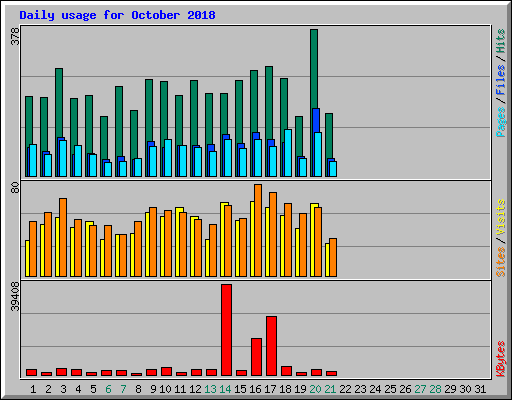 Daily usage for October 2018
378
Pages / Files / Hits
80
Sites / Visits
39408
KBytes
1 2 3 4 5 6 7 8 9 10 11 12 13 14 15 16 17 18 19 20 21 22 23 24 25 26 27 28 29 30 31